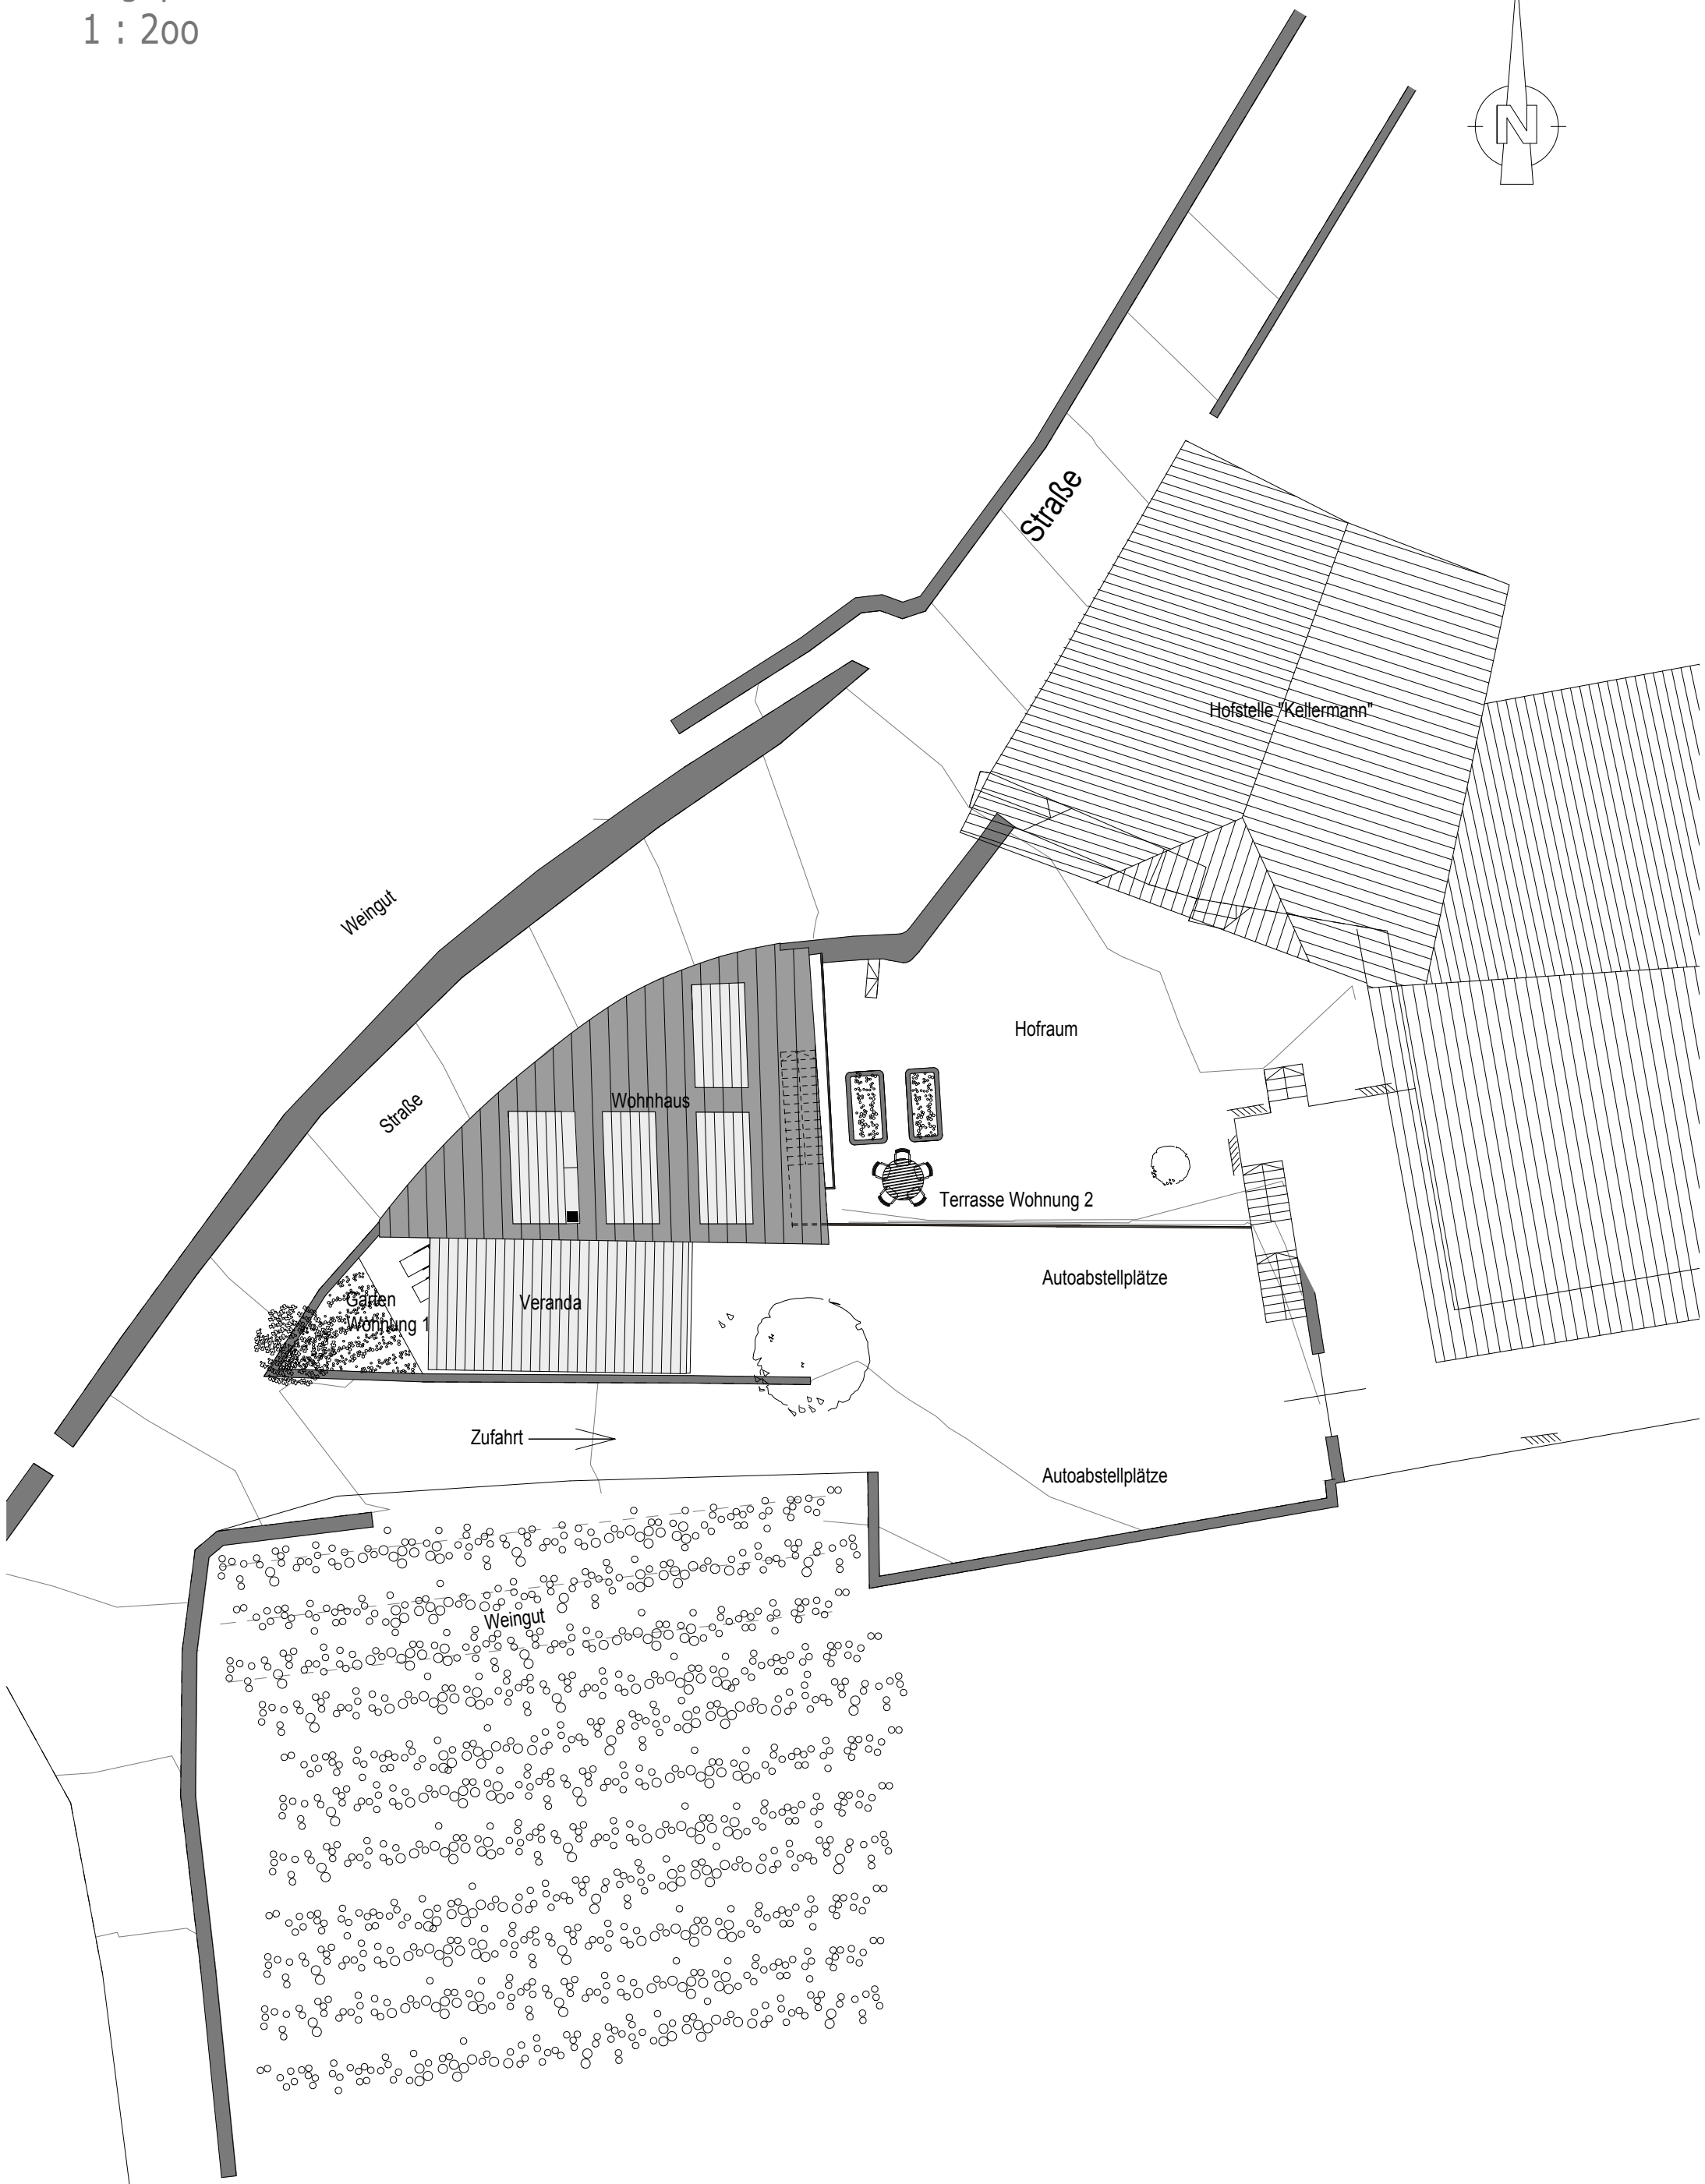 1 : 2oo
N
Straße
Hofstelle "Kellermann"
Weingut
Hofraum
Wohnhaus
Straße
Terrasse Wohnung 2
Autoabstellplätze
Garten
Veranda
Wohnung 1
Zufahrt
Autoabstellplätze
Weingut